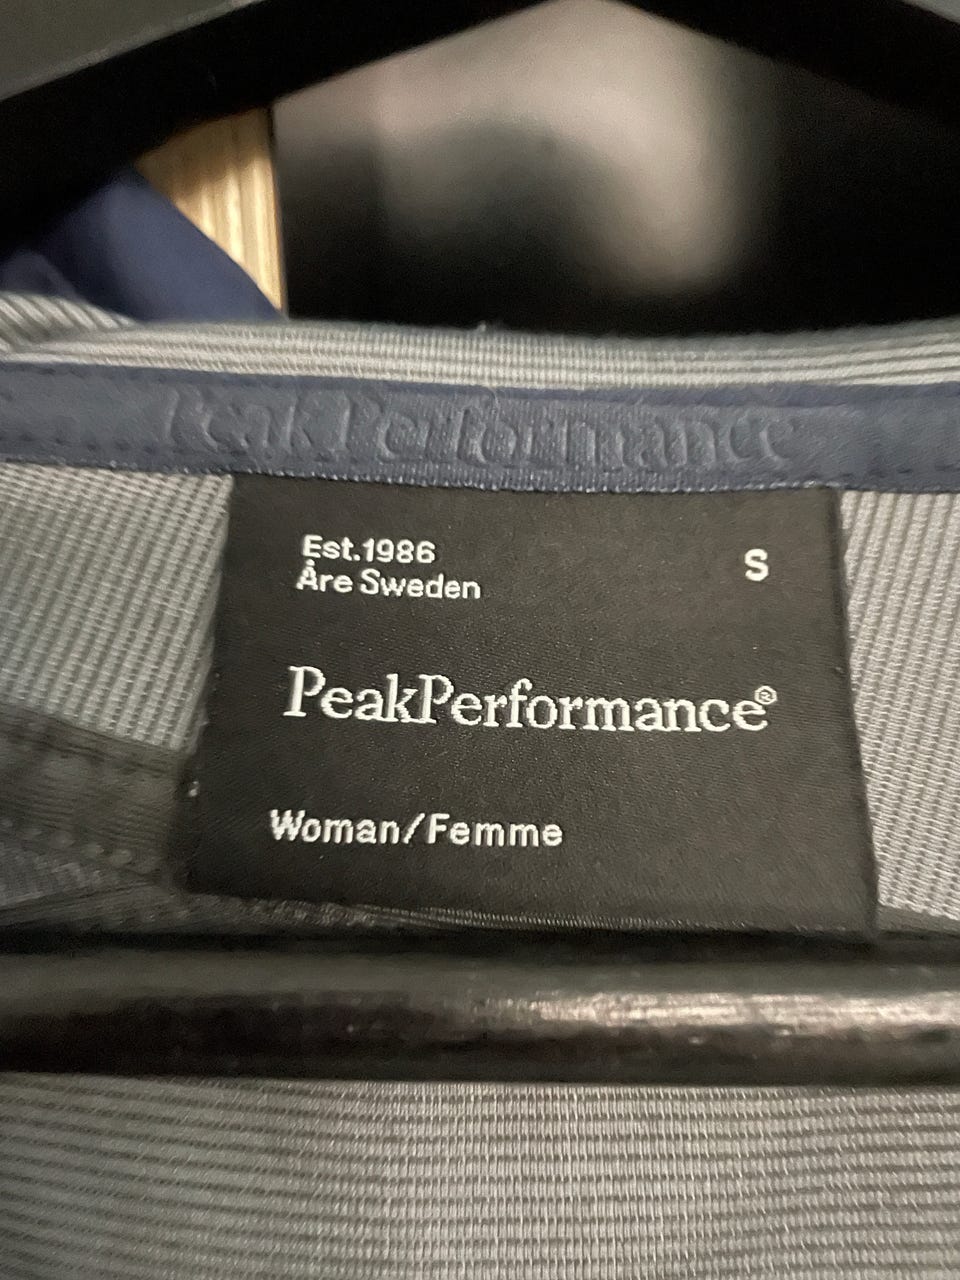 PeakPerformance
Est.1986
S
Åre Sweden
PeakPerformance®
Woman/Femme